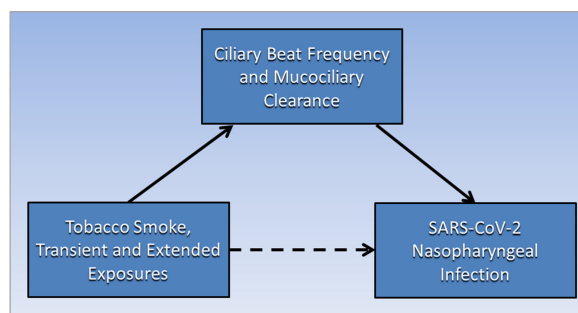 Ciliary Beat Frequency
and Mucociliary
Clearance
Tobacco Smoke,
Transient and Extended
Exposures
SARS-CoV-2
Nasopharyngeal
Infection